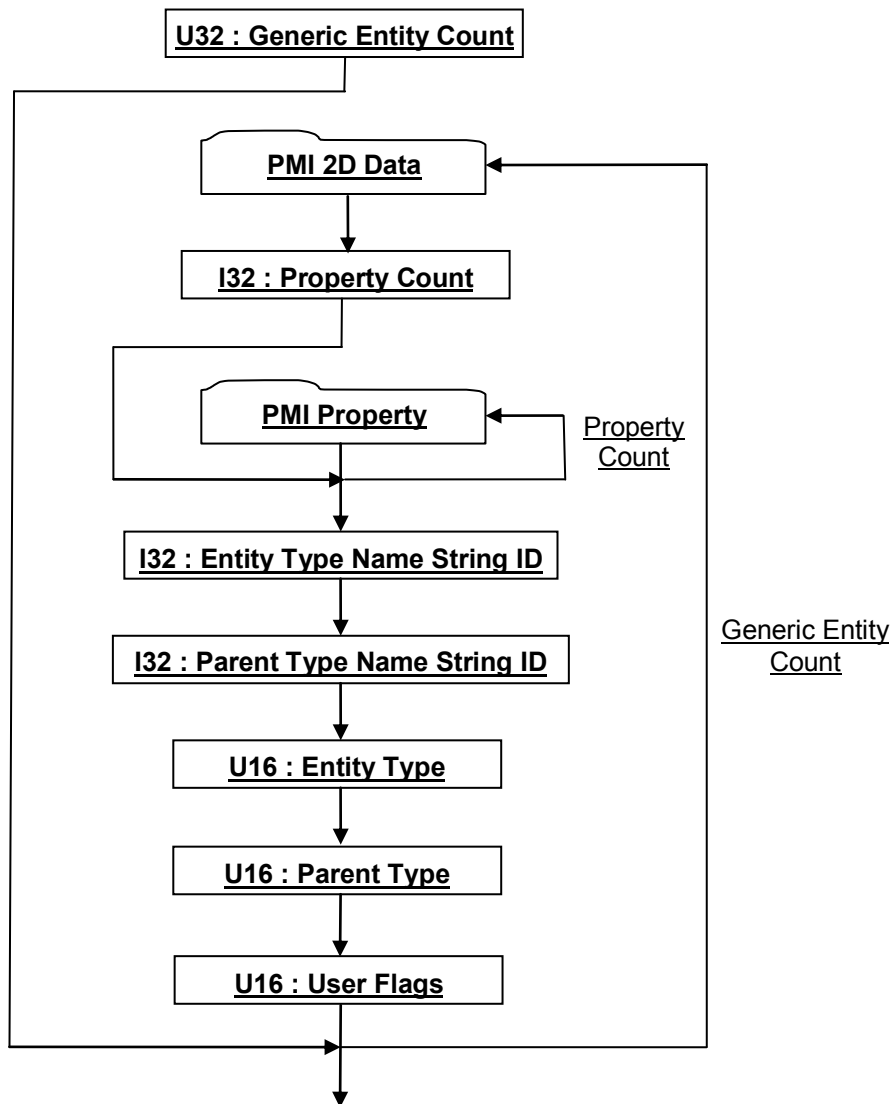 U32 : Generic Entity Count
PMI 2D Data
I32 : Property Count
PMI Property
Property
Count
I32 : Entity Type Name String ID
I32 : Parent Type Name String ID
Generic Entity
Count
U16 : Entity Type
U16 : Parent Type
U16 : User Flags